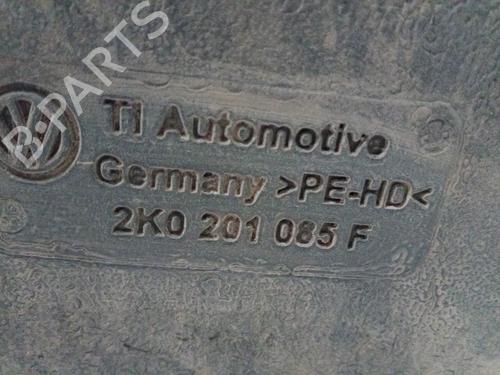 B-PARTS
TI Automotive
Germany >PE-HD<
2K0 201 085 F